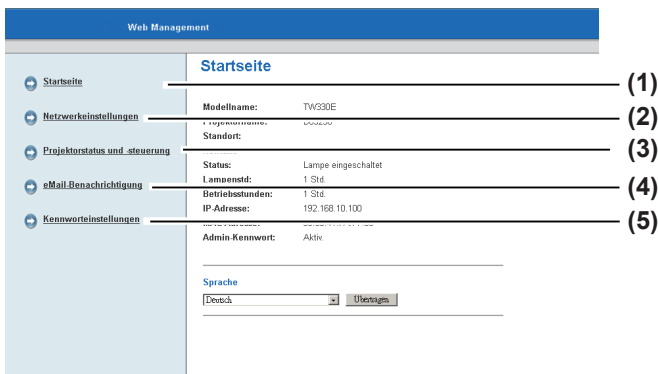 Web Management
Startseite
Startseite (1)
Netzwerkeinstellungen (2)
Projektorstatus und -steuerung (3)
eMail-Benachrichtigung (4)
Kennworteinstellungen (5)
Modellname: TW330E
Projektorname:
Standort:
Status: Lampe eingeschaltet
Lampenstd: 1 Std.
Betriebsstunden: 1 Std.
IP-Adresse: 192.168.10.100
Admin-Kennwort: Aktiv.
Sprache
Deutsch Übertragen